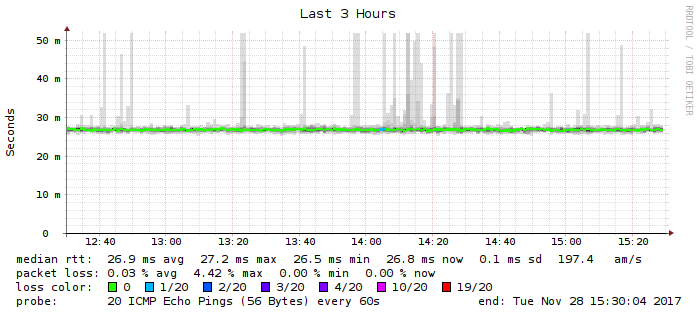 Last 3 Hours
RRDTOOL / TOBI OETIKER
Seconds
50 m
40 m
30 m
20 m
10 m
0
12:40 13:00 13:20 13:40 14:00 14:20 14:40 15:00 15:20
median rtt: 26.9 ms avg 27.2 ms max 26.5 ms min 26.8 ms now 0.1 ms sd 197.4 am/s
packet loss: 0.03 % avg 4.42 % max 0.00 % min 0.00 % now
loss color: 0 1/20 2/20 3/20 4/20 10/20 19/20
probe: 20 ICMP Echo Pings (56 Bytes) every 60s end: Tue Nov 28 15:30:04 2017